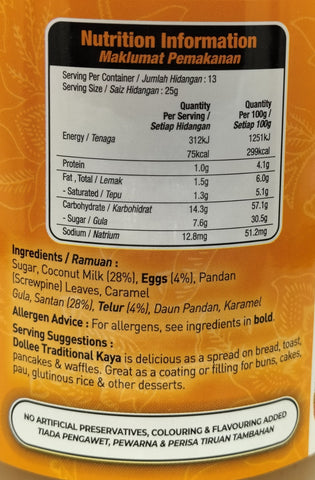 Nutrition Information
Maklumat Pemakanan
Serving Per Container / Jumlah Hidangan : 13
Serving Size / Saiz Hidangan : 25g
Quantity Per Serving / Setiap Hidangan Quantity Per 100g / Setiap 100g
Energy / Tenaga 312kJ 1251kJ
75kcal 299kcal
Protein 1.0g 4.1g
Fat ,Total / Lemak 1.5g 6.0g
- Saturated / Tepu 1.3g 5.1g
Carbohydrate / Karbohidrat 14.3g 57.1g
- Sugar / Gula 7.6g 30.5g
Sodium / Natrium 12.8mg 51.2mg
Ingredients / Ramuan :
Sugar, Coconut Milk (28%), Eggs (4%), Pandan
(Screwpine) Leaves, Caramel
Gula, Santan (28%), Telur (4%), Daun Pandan, Karamel
Allergen Advice : For allergens, see ingredients in bold.
Serving Suggestions :
Dollee Traditional Kaya is delicious as a spread on bread, toast,
pancakes & waffles. Great as a coating or filling for buns, cakes,
pau, glutinous rice & other desserts.
NO ARTIFICIAL PRESERVATIVES, COLOURING & FLAVOURING ADDED
TIADA PENGAWET, PEWARNA & PERISA TIRUAN TAMBAHAN